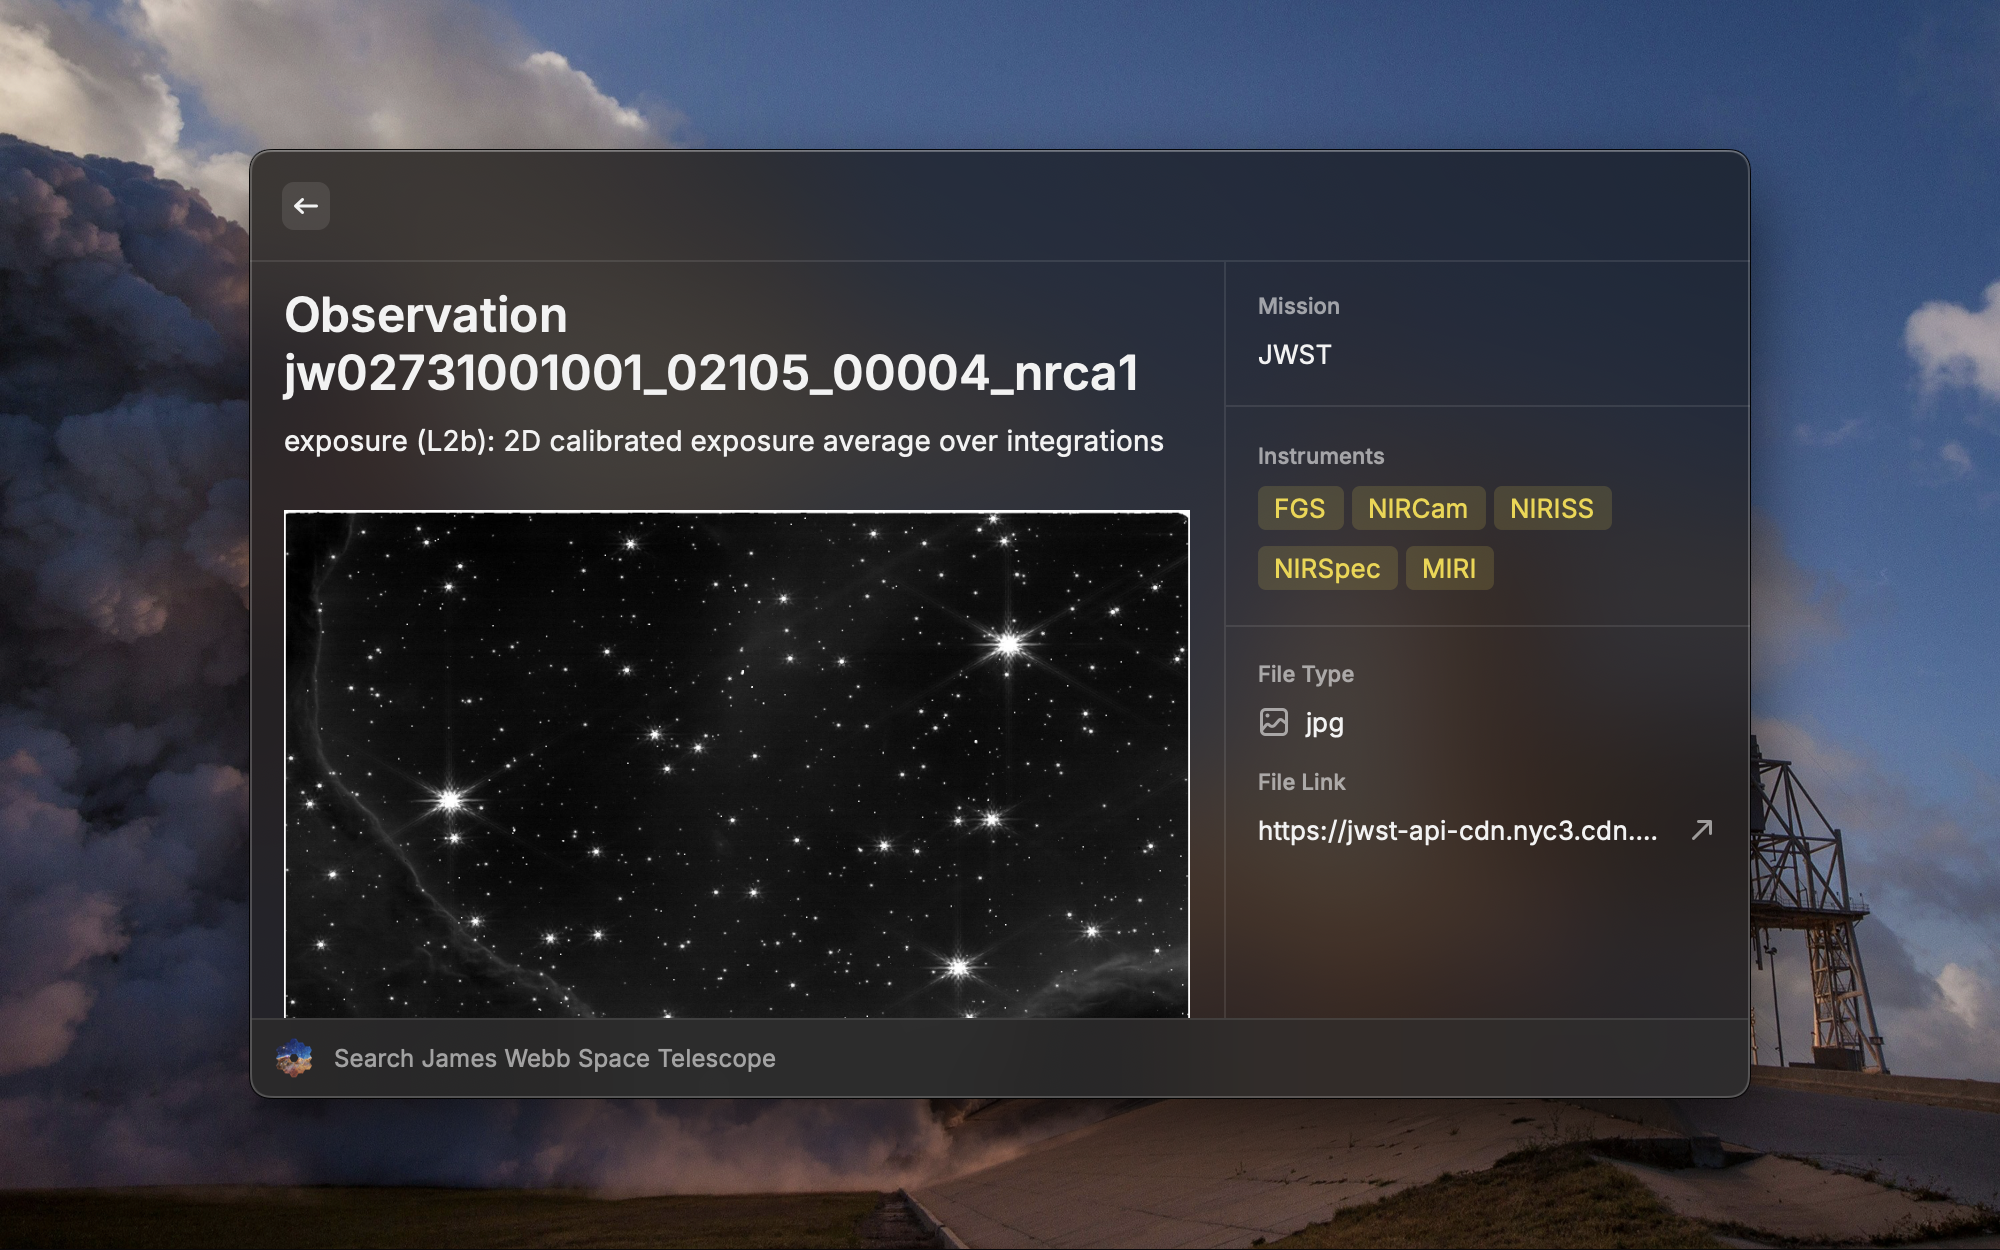 Observation
jw02731001001_02105_00004_nrca1
exposure (L2b): 2D calibrated exposure average over integrations
Mission
JWST
Instruments
FGS NIRCam NIRISS
NIRSpec MIRI
File Type
jpg
File Link
https://jwst-api-cdn.nyc3.cdn....
Search James Webb Space Telescope